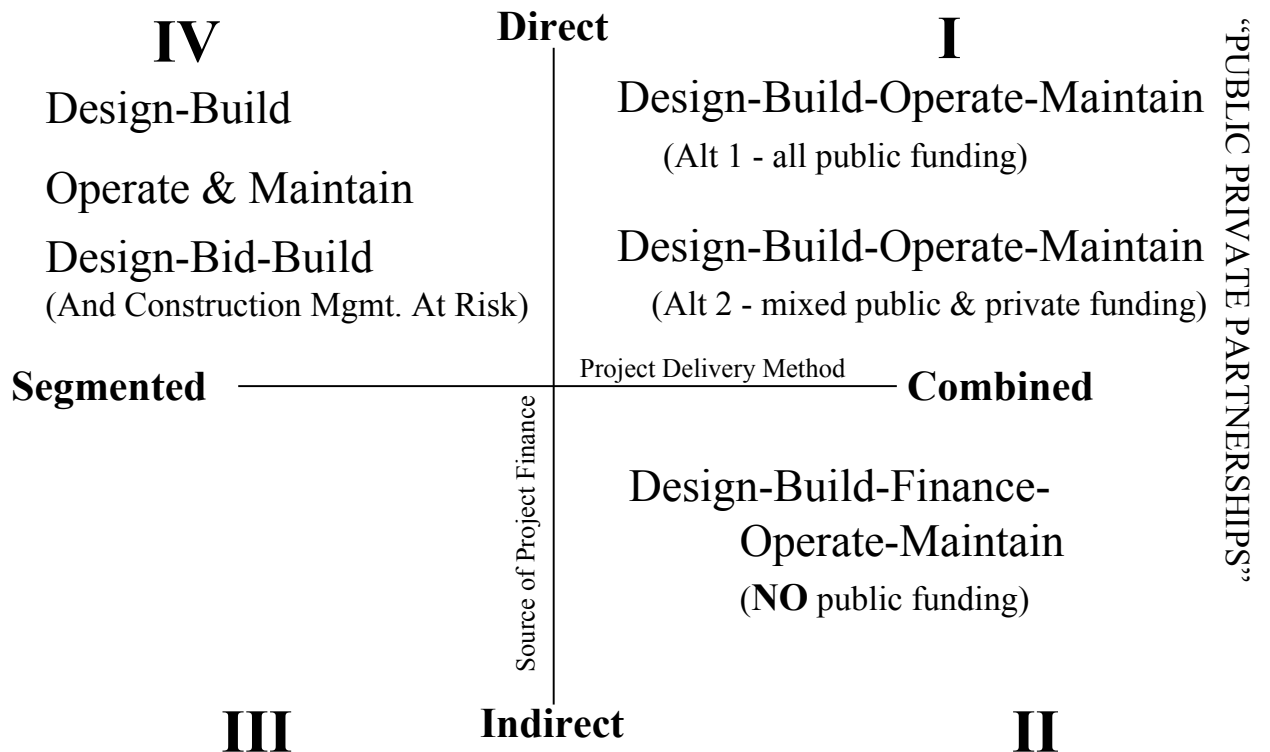 IV
Direct
I
Design-Build
Operate & Maintain
Design-Bid-Build
(And Construction Mgmt. At Risk)
Design-Build-Operate-Maintain
(Alt 1 - all public funding)
Design-Build-Operate-Maintain
(Alt 2 - mixed public & private funding)
Segmented
Project Delivery Method
Combined
Source of Project Finance
Design-Build-Finance-
Operate-Maintain
(NO public funding)
III
Indirect
II
“PUBLIC PRIVATE PARTNERSHIPS”